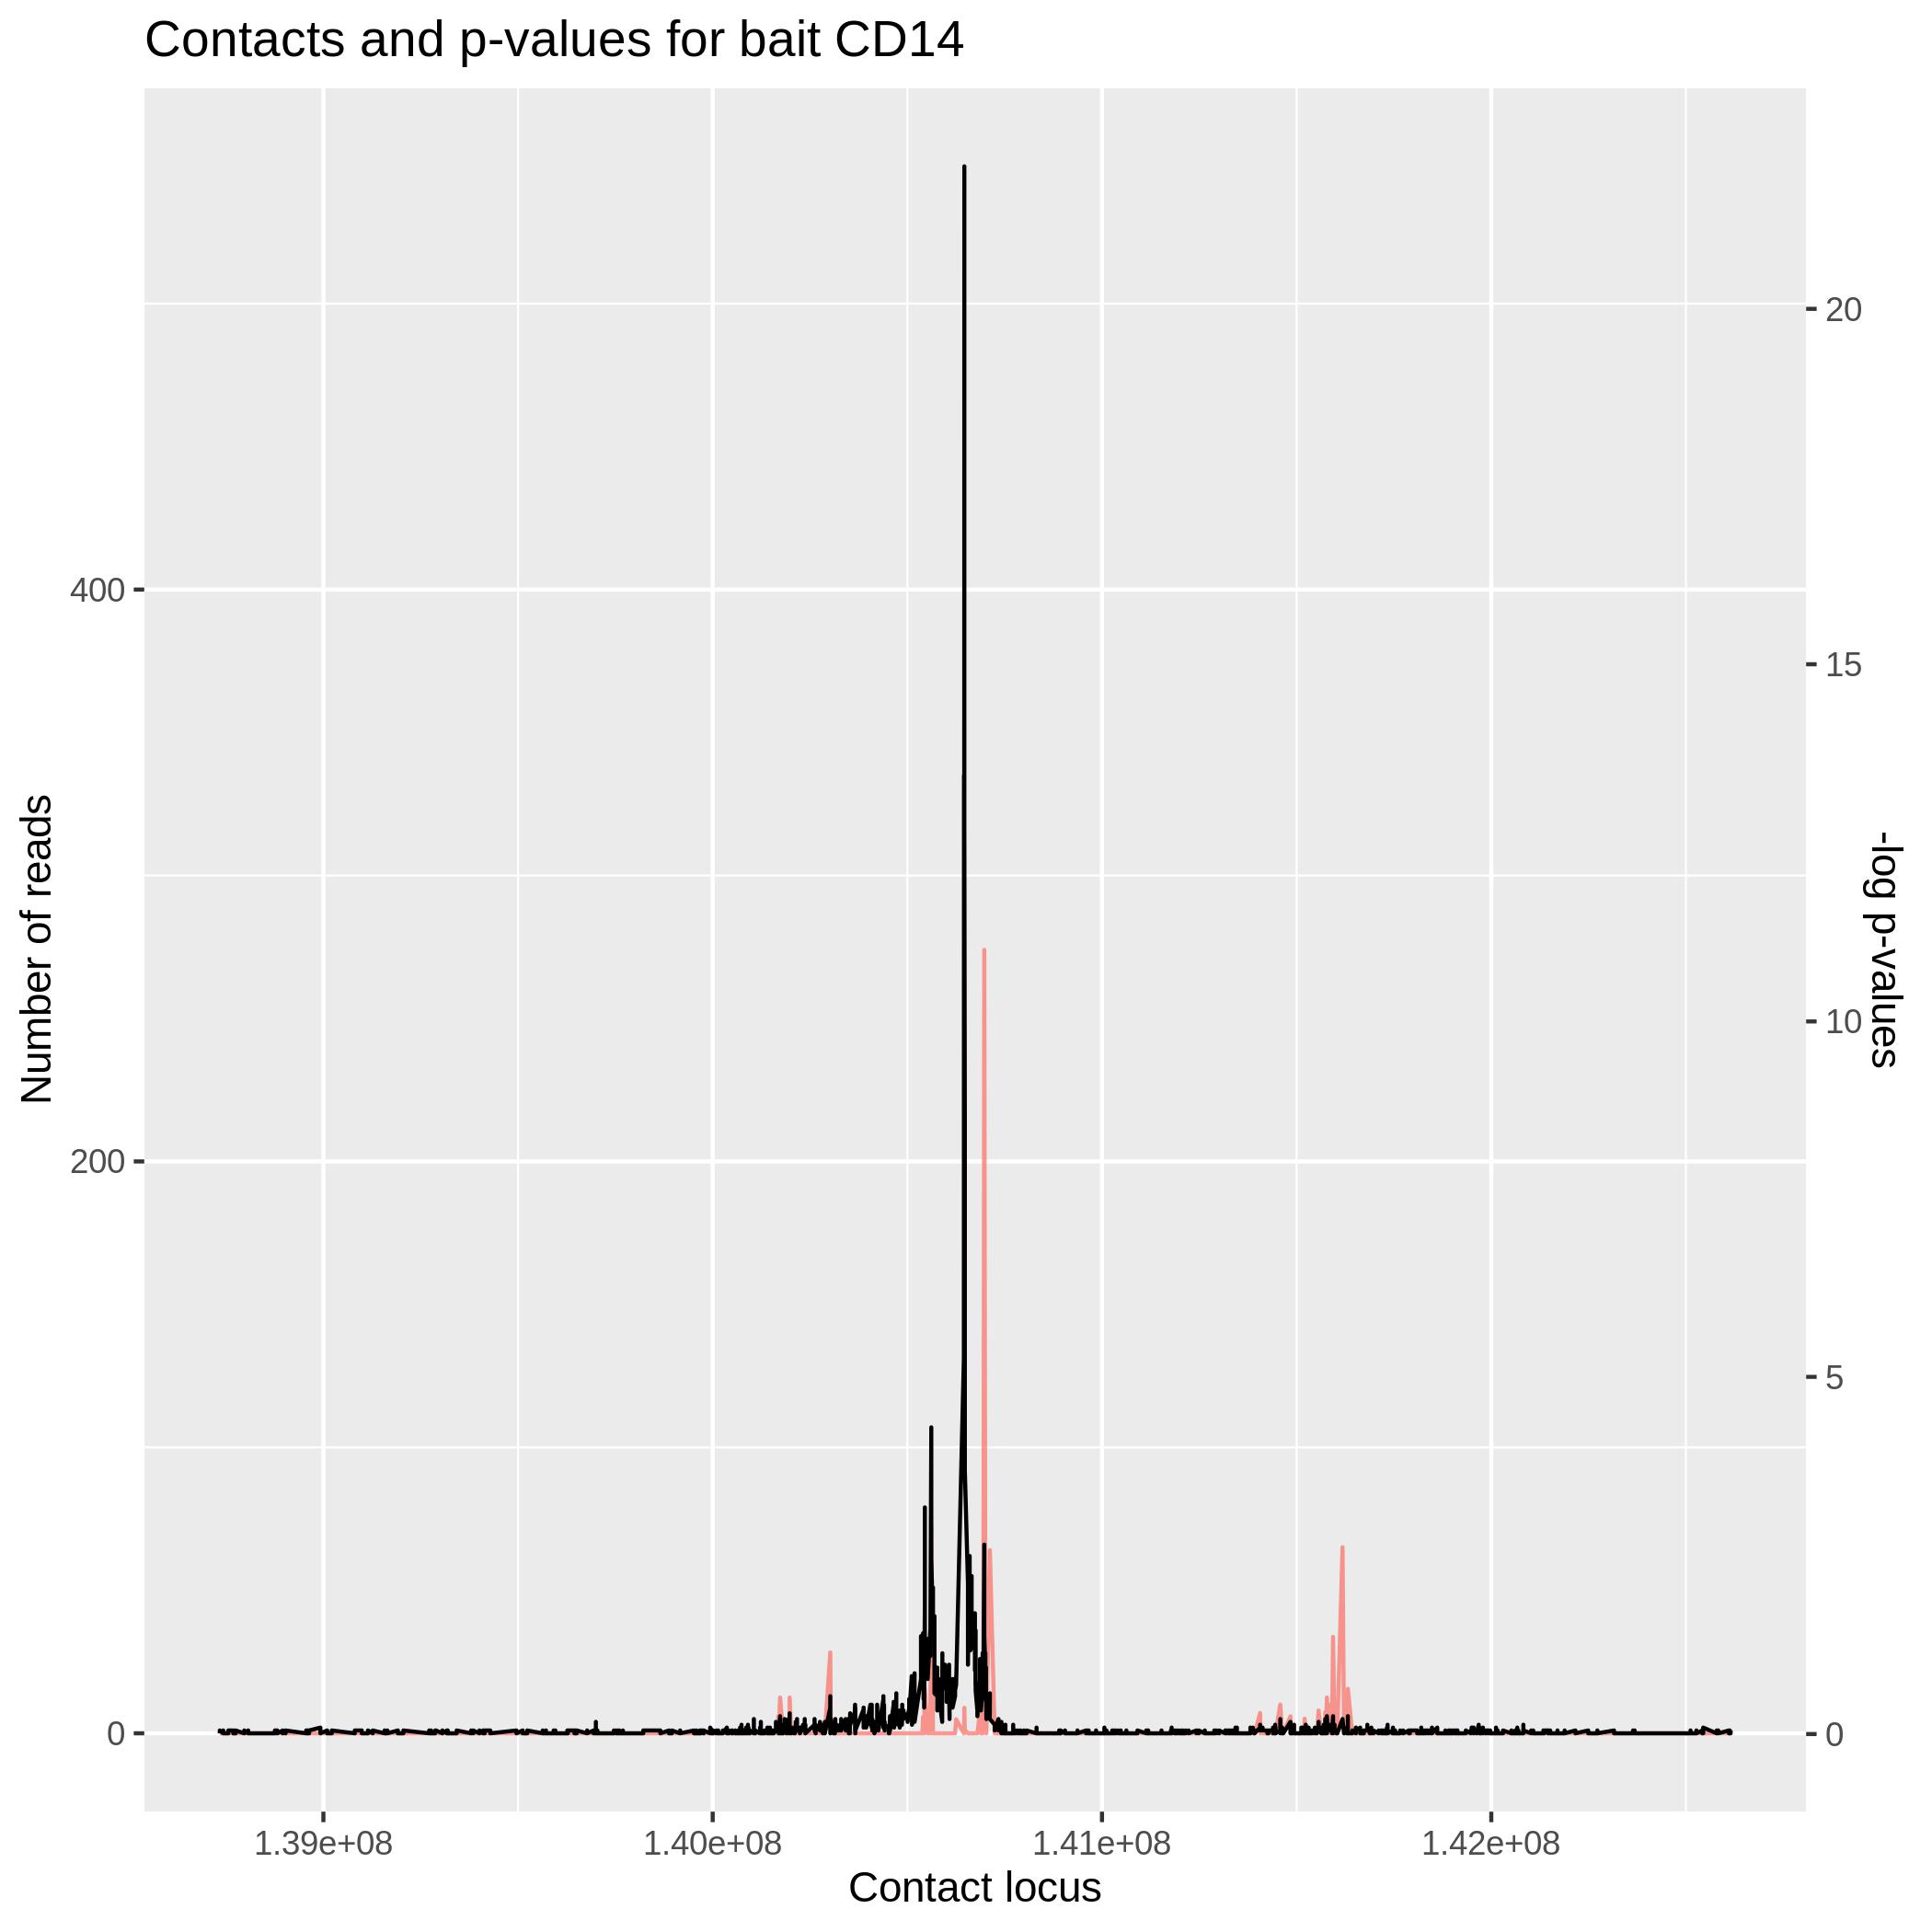 Contacts and p-values for bait CD14
Number of reads
400
200
0
20
15
10
5
0
-log p-values
1.39e+08
1.40e+08
1.41e+08
1.42e+08
Contact locus